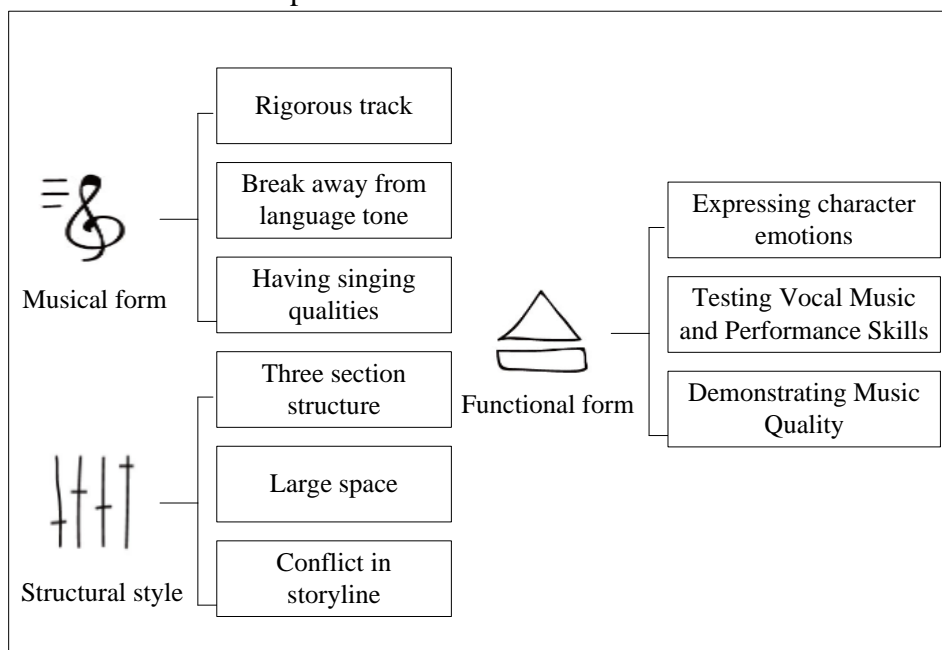 Rigorous track
Break away from
language tone
Having singing
qualities
Musical form
Three section
structure
Large space
Conflict in
storyline
Structural style
Expressing character
emotions
Testing Vocal Music
and Performance Skills
Demonstrating Music
Quality
Functional form